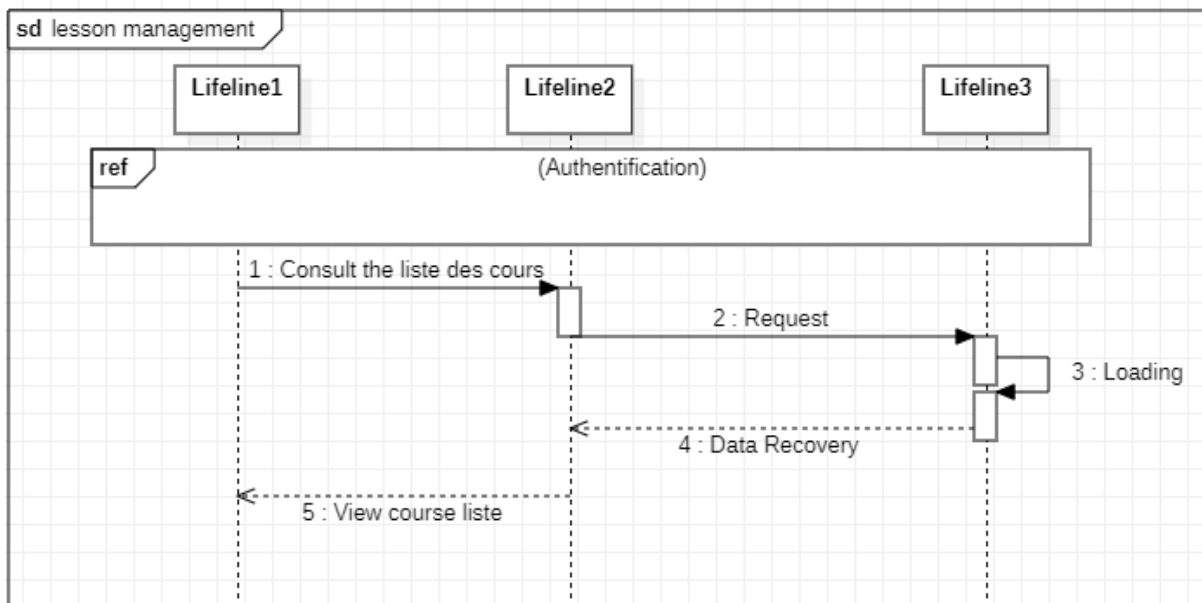 sd lesson management
Lifeline1
Lifeline2
Lifeline3
ref
(Authentification)
1 : Consult the liste des cours
2 : Request
3 : Loading
4 : Data Recovery
5 : View course liste